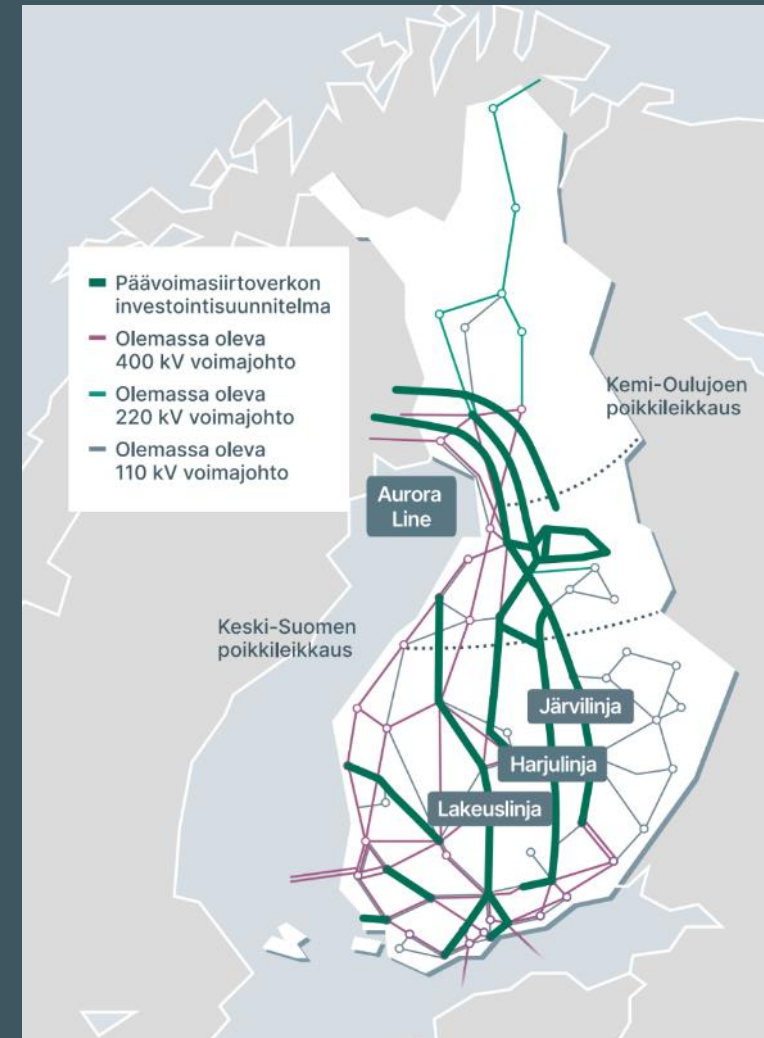 Päävoimasiirtoverkon
investointisuunnitelma
Olemassa oleva
400 kV voimajohto
Olemassa oleva
220 kV voimajohto
Olemassa oleva
110 kV voimajohto
Kemi-Oulujoen
poikkileikkaus
Aurora
Line
Keski-Suomen
poikkileikkaus
Järvilinja
Harjulinja
Lakeuslinja